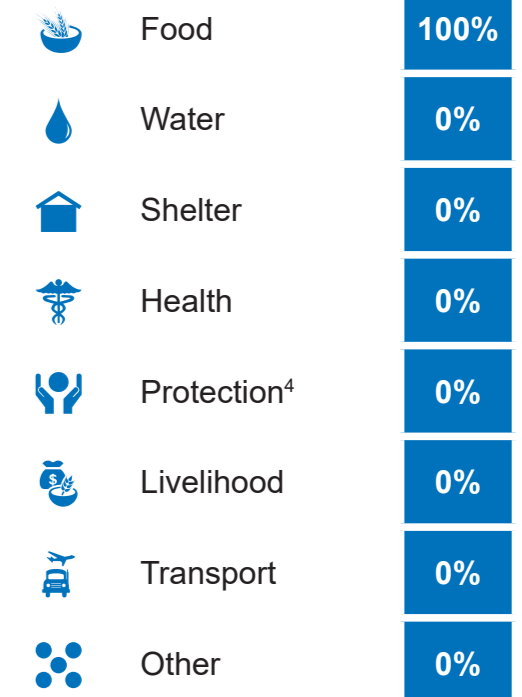 Food 100%
Water 0%
Shelter 0%
Health 0%
Protection⁴ 0%
$ Livelihood 0%
Transport 0%
Other 0%